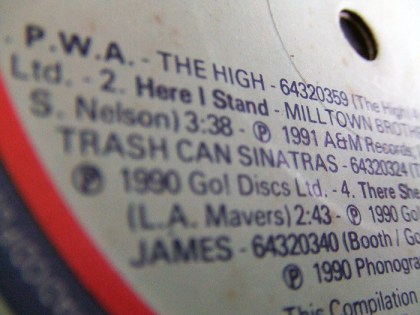 . P.W.A. - THE HIGH - 64320359 (The High)
Ltd. - 2. Here I Stand - MILLTOWN BROT
S. Nelson) 3:38 - ℗ 1991 A&M Records
TRASH CAN SINATRAS - 64320324 (T
℗ 1990 Go! Discs Ltd. - 4. There She
(L.A. Mavers) 2:43 - ℗ 1990 Go!
JAMES - 64320340 (Booth / Go
℗ 1990 Phonogra
This Compilation